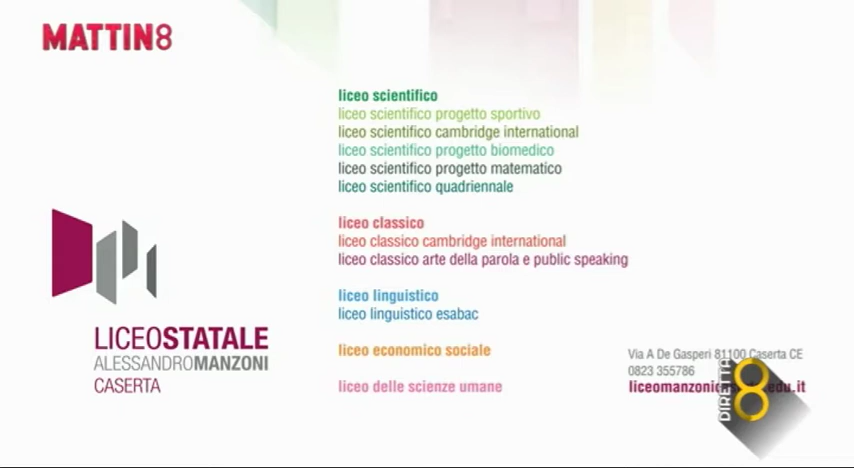 MATTIN8
liceo scientifico
liceo scientifico progetto sportivo
liceo scientifico cambridge international
liceo scientifico progetto biomedico
liceo scientifico progetto matematico
liceo scientifico quadriennale
liceo classico
liceo classico cambridge international
liceo classico arte della parola e public speaking
liceo linguistico
liceo linguistico esabac
liceo economico sociale
liceo delle scienze umane
LICEOSTATALE
ALESSANDROMANZONI
CASERTA
Via A De Gasperi 81100 Caserta CE
0823 355786
DIRETTA 8